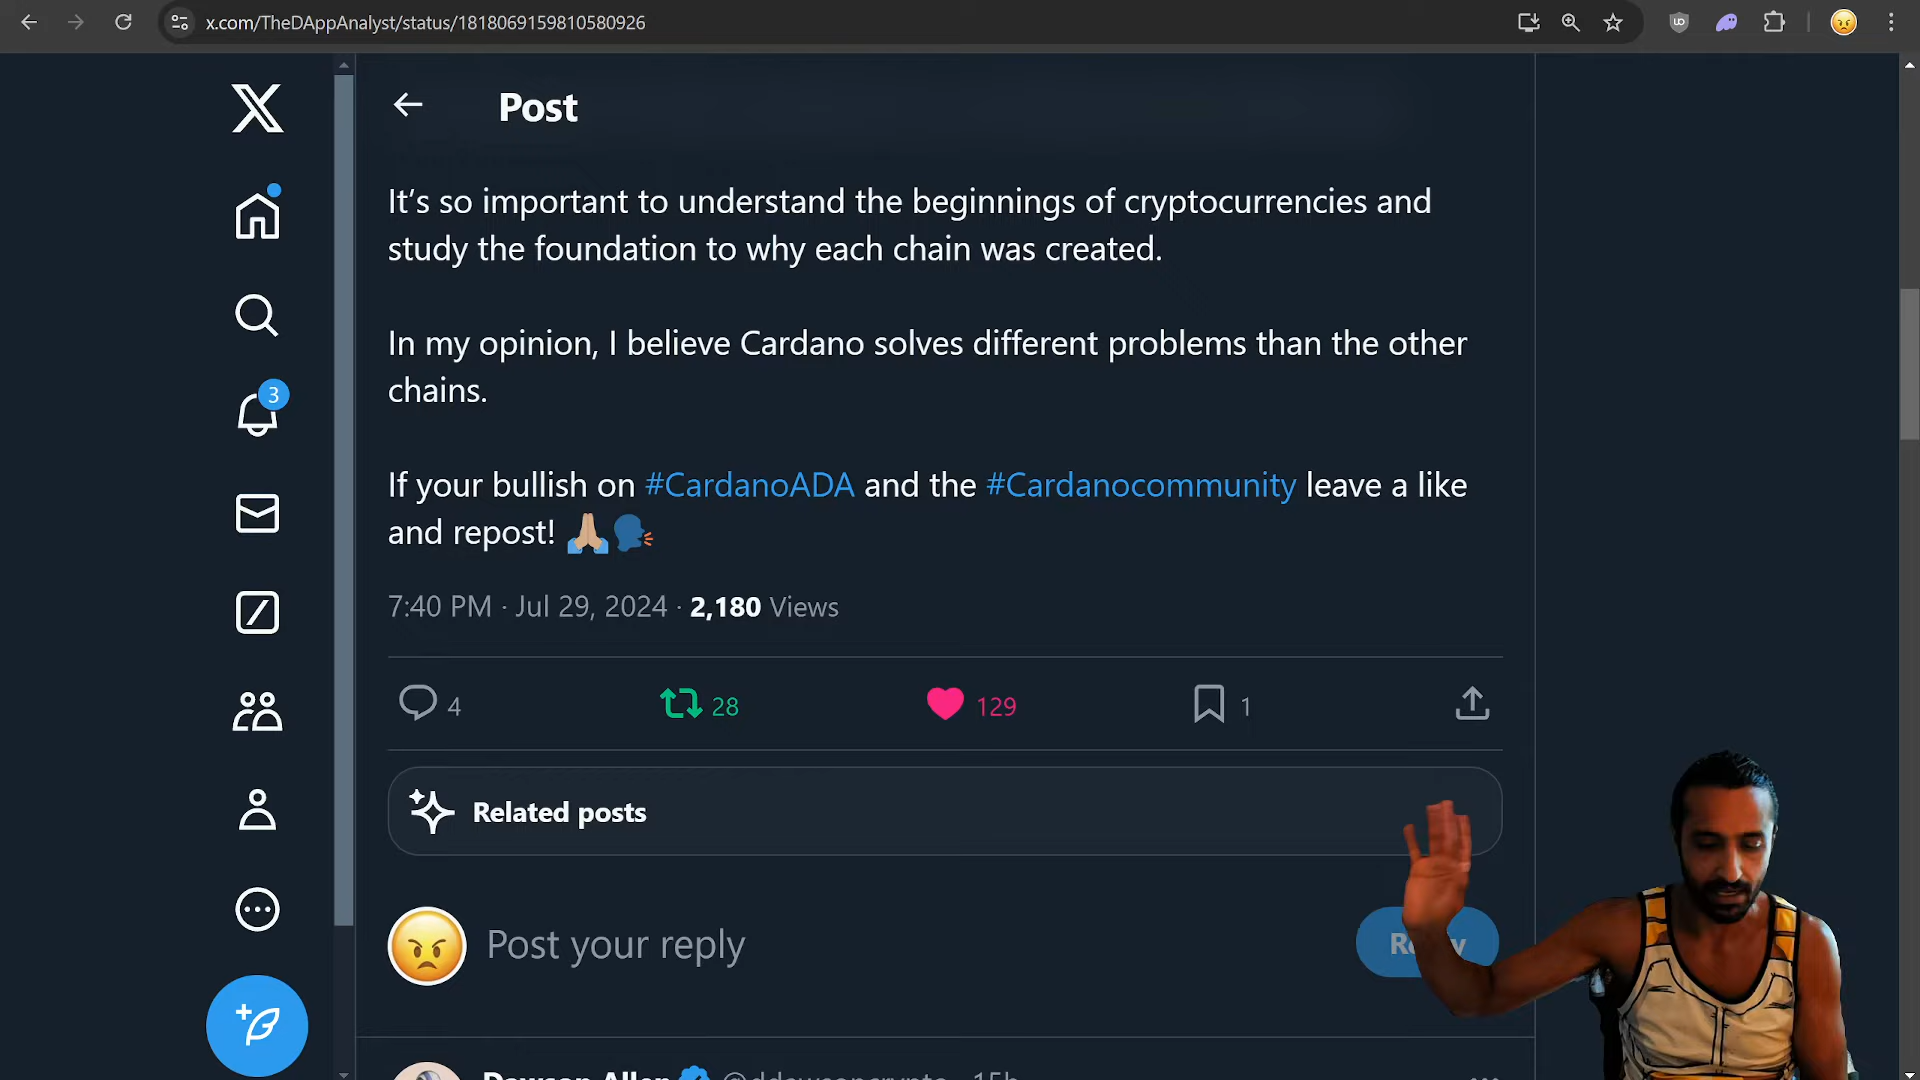 x.com/TheDAppAnalyst/status/1818069159810580926
Post
It’s so important to understand the beginnings of cryptocurrencies and
study the foundation to why each chain was created.
In my opinion, I believe Cardano solves different problems than the other
chains.
If your bullish on #CardanoADA and the #Cardanocommunity leave a like
and repost!
7:40 PM · Jul 29, 2024 · 2,180 Views
4 28 129 1
3
Related posts
Post your reply
Dawson Allen @ddawsoncrypto · 15h